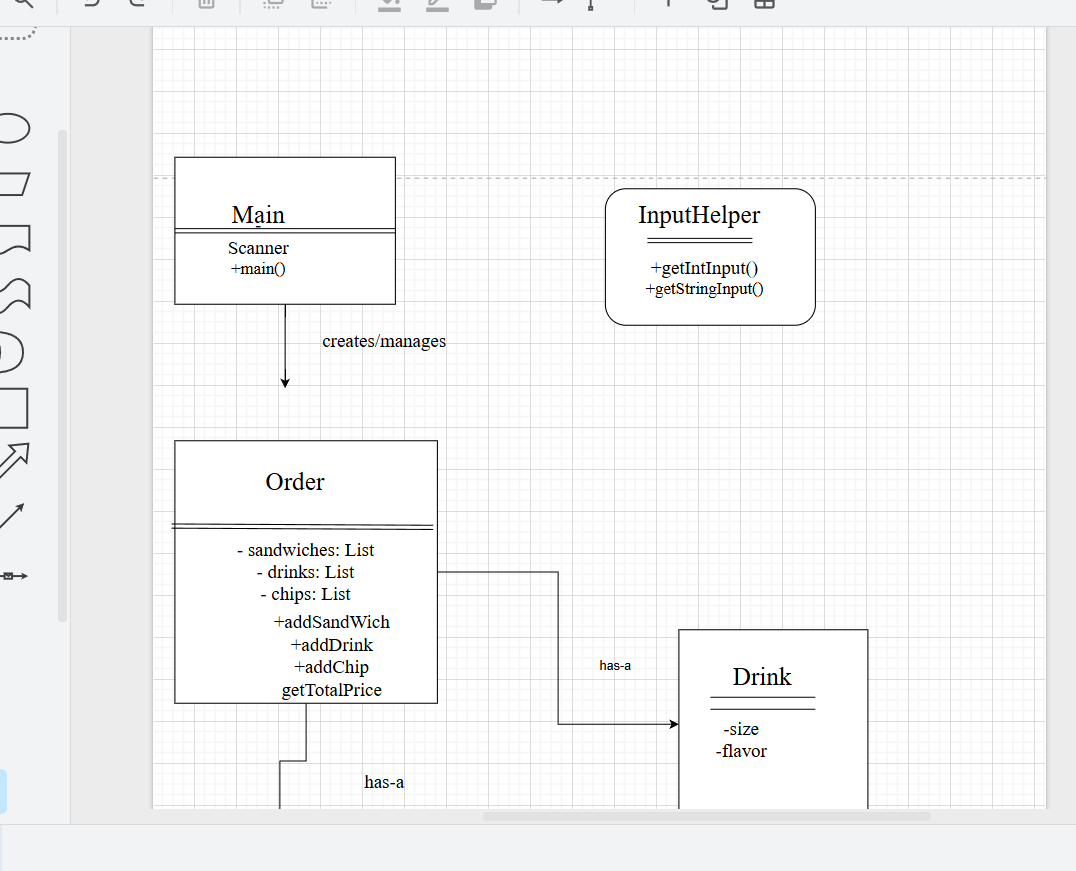 Main
Scanner
+main()
InputHelper
+getIntInput()
+getStringInput()
creates/manages
Order
- sandwiches: List
- drinks: List
- chips: List
+addSandWich
+addDrink
+addChip
getTotalPrice
has-a
Drink
-size
-flavor
has-a